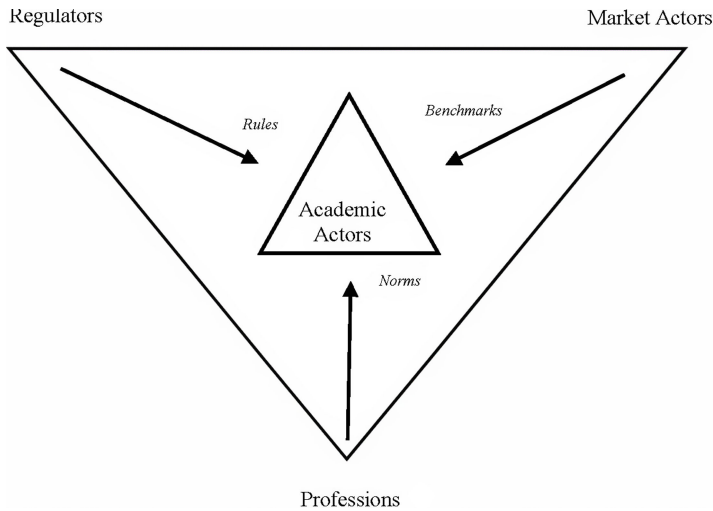 Regulators
Market Actors
Rules
Benchmarks
Academic
Actors
Norms
Professions